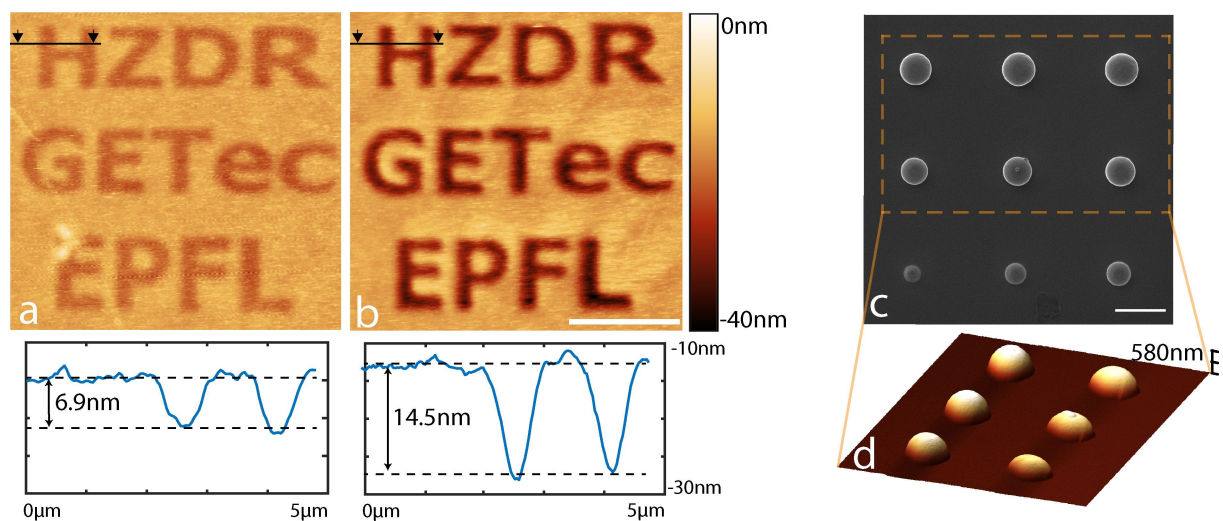 HZDR
GETec
EPFL
a
HZDR
GETec
EPFL
b
0nm
-40nm
6.9nm
0μm
5μm
14.5nm
-10nm
-30nm
0μm
5μm
c
580nm
d